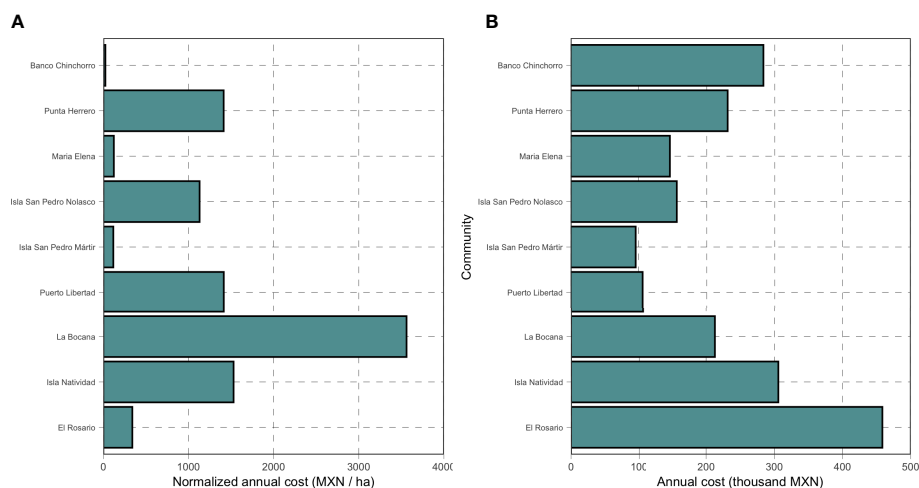 A
Banco Chinchorro
Punta Herrero
Maria Elena
Isla San Pedro Nolasco
Isla San Pedro Mártir
Puerto Libertad
La Bocana
Isla Natividad
El Rosario
0 1000 2000 3000 400(
Normalized annual cost (MXN / ha)
B
Community
Banco Chinchorro
Punta Herrero
Maria Elena
Isla San Pedro Nolasco
Isla San Pedro Mártir
Puerto Libertad
La Bocana
Isla Natividad
El Rosario
0 10( 200 300 400 500
Annual cost (thousand MXN)